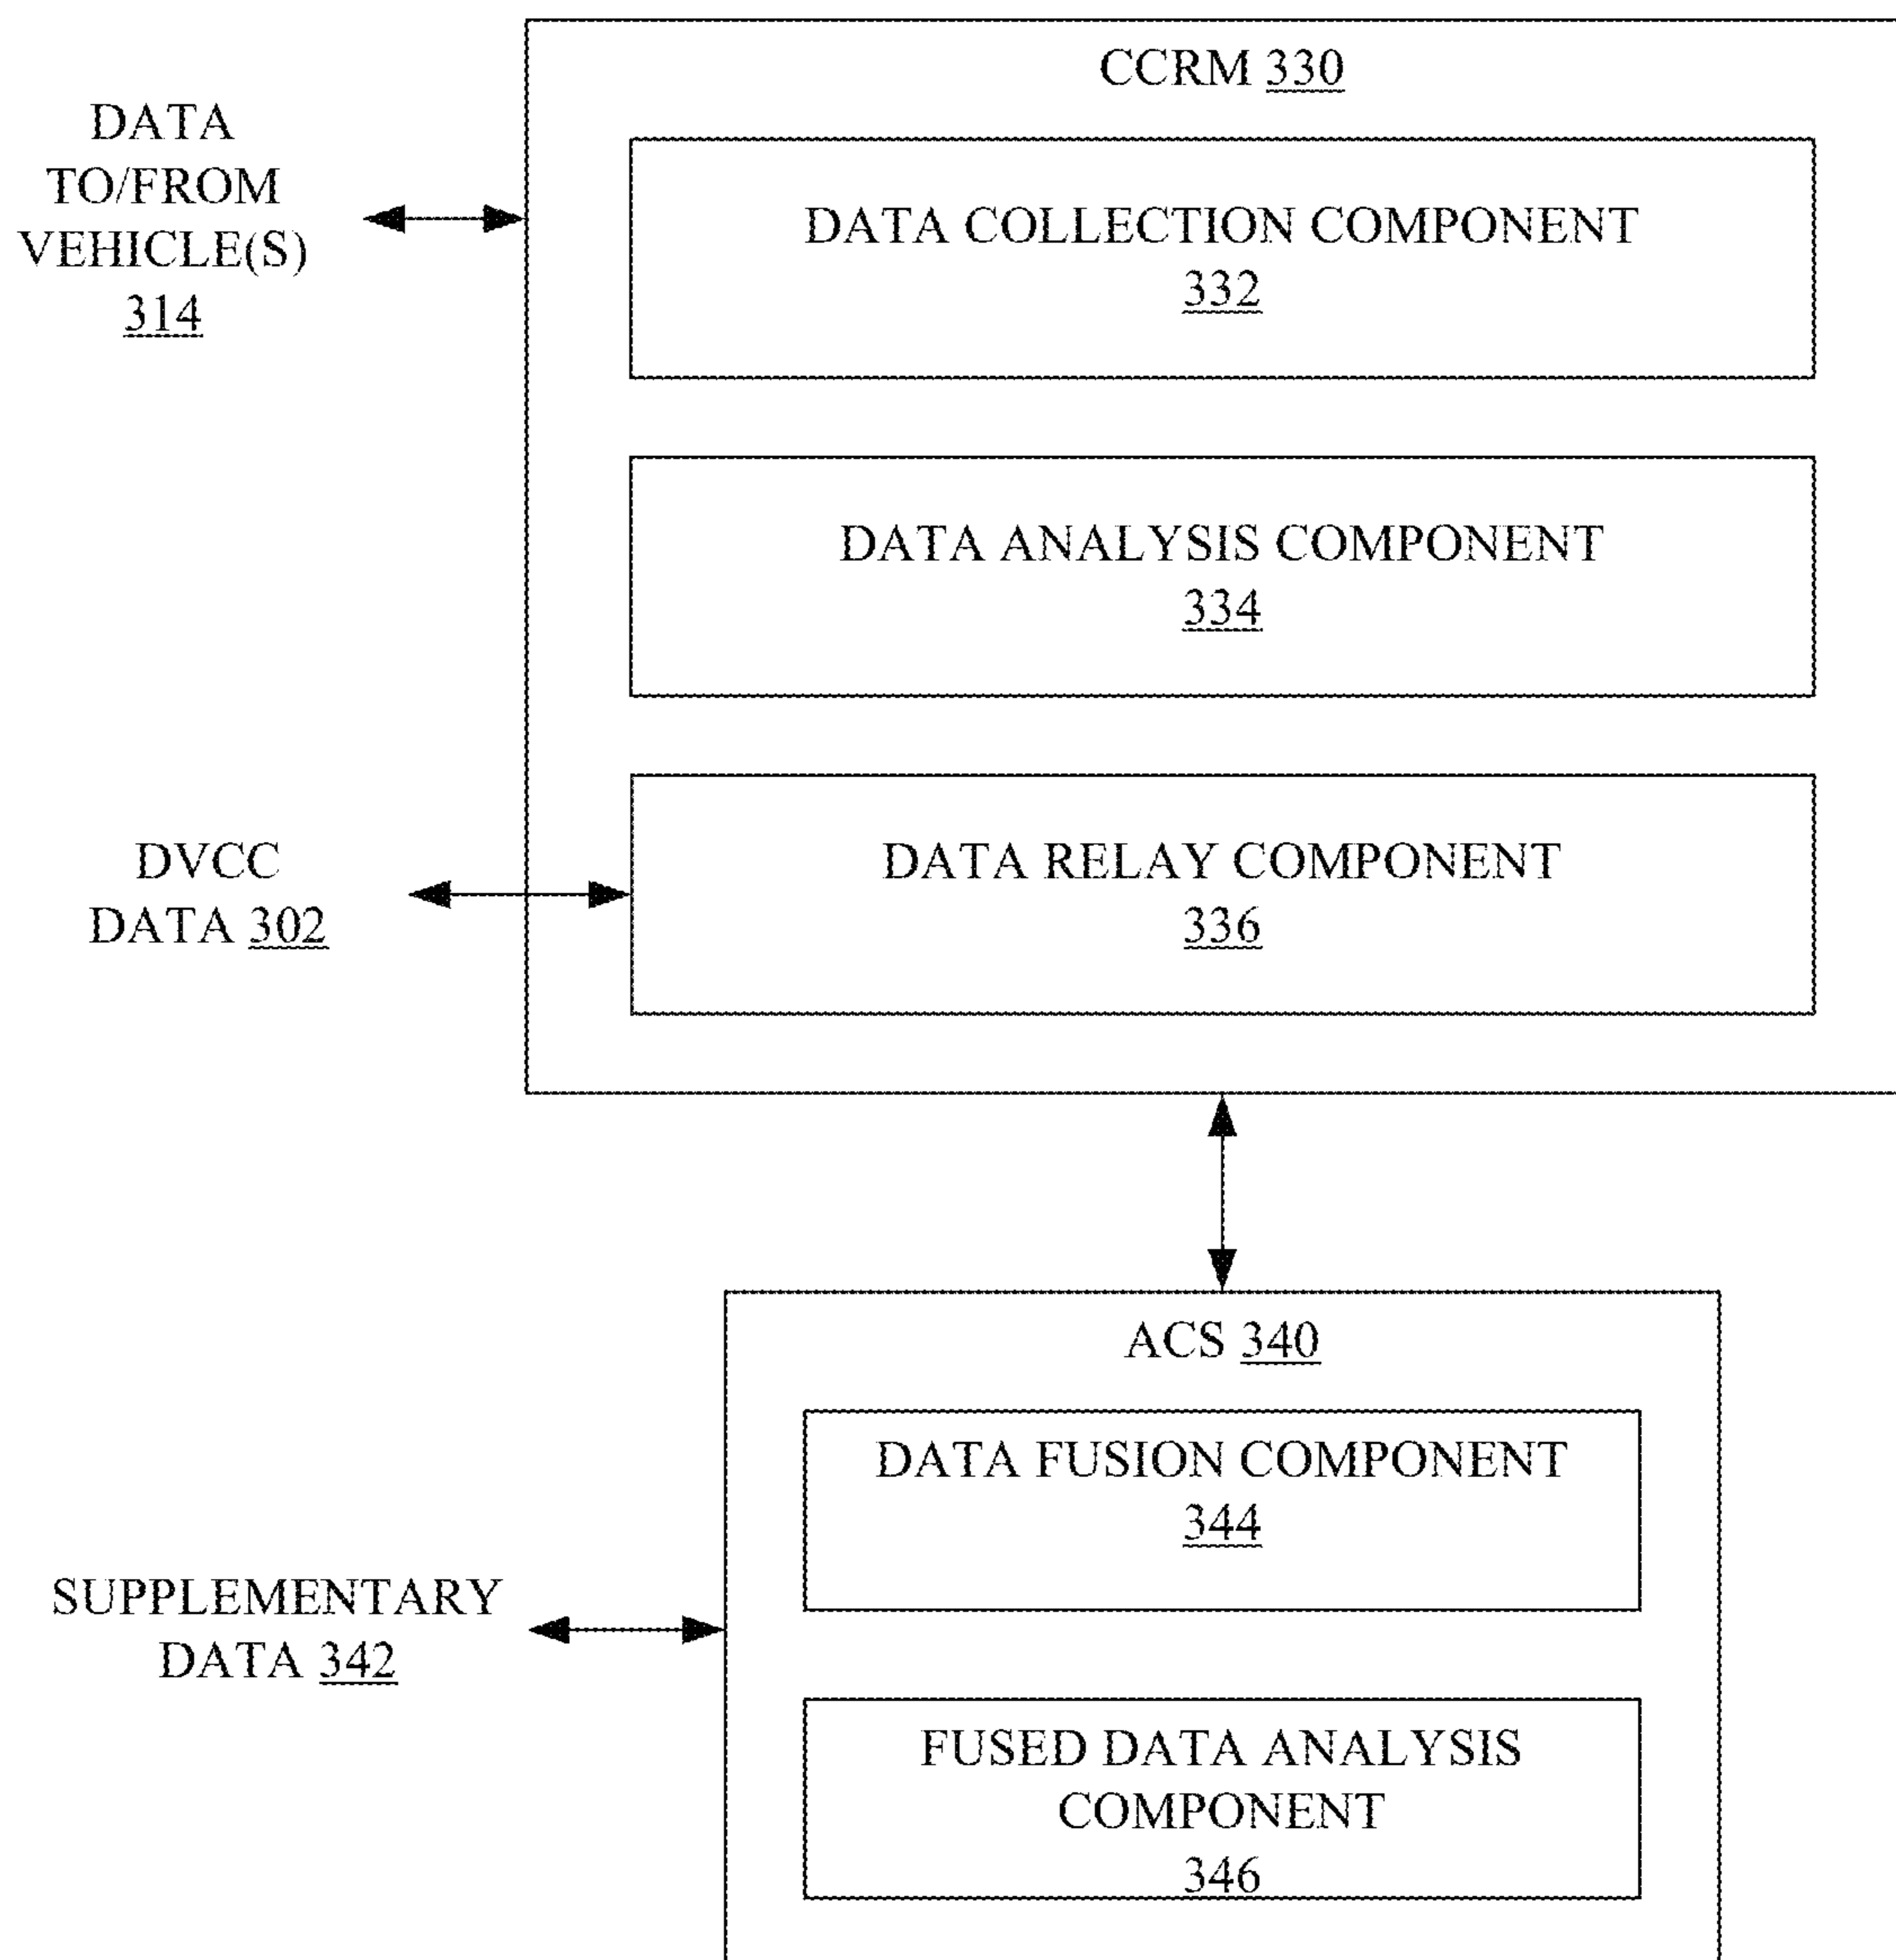 CCRM 330
DATA
TO/FROM
VEHICLE(S)
314
DATA COLLECTION COMPONENT
332
DATA ANALYSIS COMPONENT
334
DVCC
DATA 302
DATA RELAY COMPONENT
336
ACS 340
DATA FUSION COMPONENT
344
SUPPLEMENTARY
DATA 342
FUSED DATA ANALYSIS
COMPONENT
346